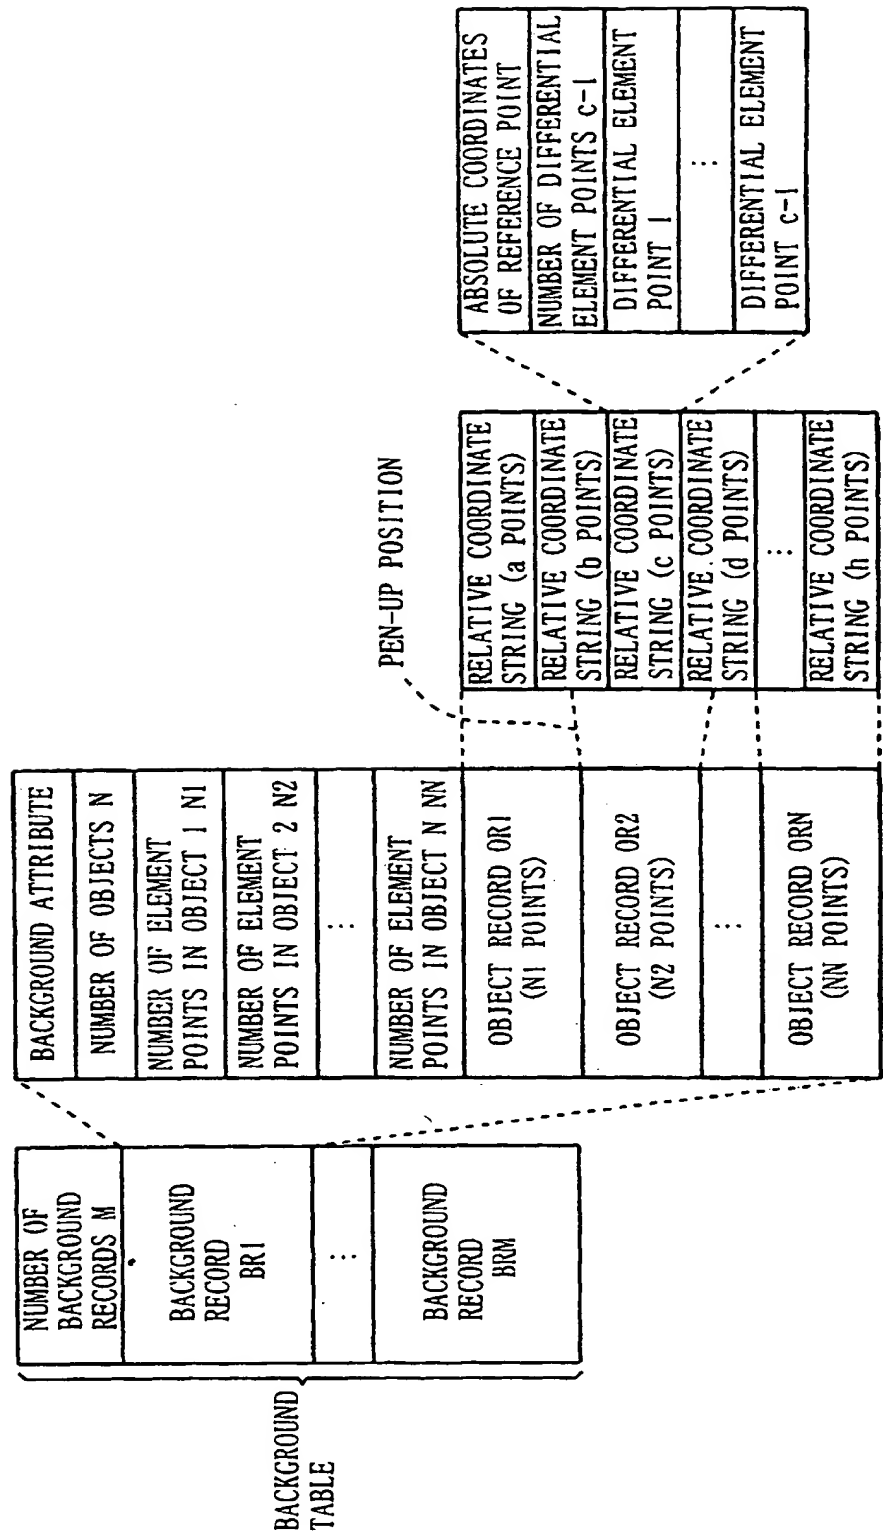 BACKGROUND
TABLE
NUMBER OF
BACKGROUND
RECORDS M
BACKGROUND
RECORD
BR1
⋮
BACKGROUND
RECORD
BRM
BACKGROUND ATTRIBUTE
NUMBER OF OBJECTS N
NUMBER OF ELEMENT
POINTS IN OBJECT 1 N1
NUMBER OF ELEMENT
POINTS IN OBJECT 2 N2
⋮
NUMBER OF ELEMENT
POINTS IN OBJECT N NN
OBJECT RECORD OR1
(N1 POINTS)
OBJECT RECORD OR2
(N2 POINTS)
⋮
OBJECT RECORD ORN
(NN POINTS)
PEN-UP POSITION
RELATIVE COORDINATE
STRING (a POINTS)
RELATIVE COORDINATE
STRING (b POINTS)
RELATIVE COORDINATE
STRING (c POINTS)
RELATIVE COORDINATE
STRING (d POINTS)
⋮
RELATIVE COORDINATE
STRING (h POINTS)
ABSOLUTE COORDINATES
OF REFERENCE POINT
NUMBER OF DIFFERENTIAL
ELEMENT POINTS c-1
DIFFERENTIAL ELEMENT
POINT 1
⋮
DIFFERENTIAL ELEMENT
POINT c-1